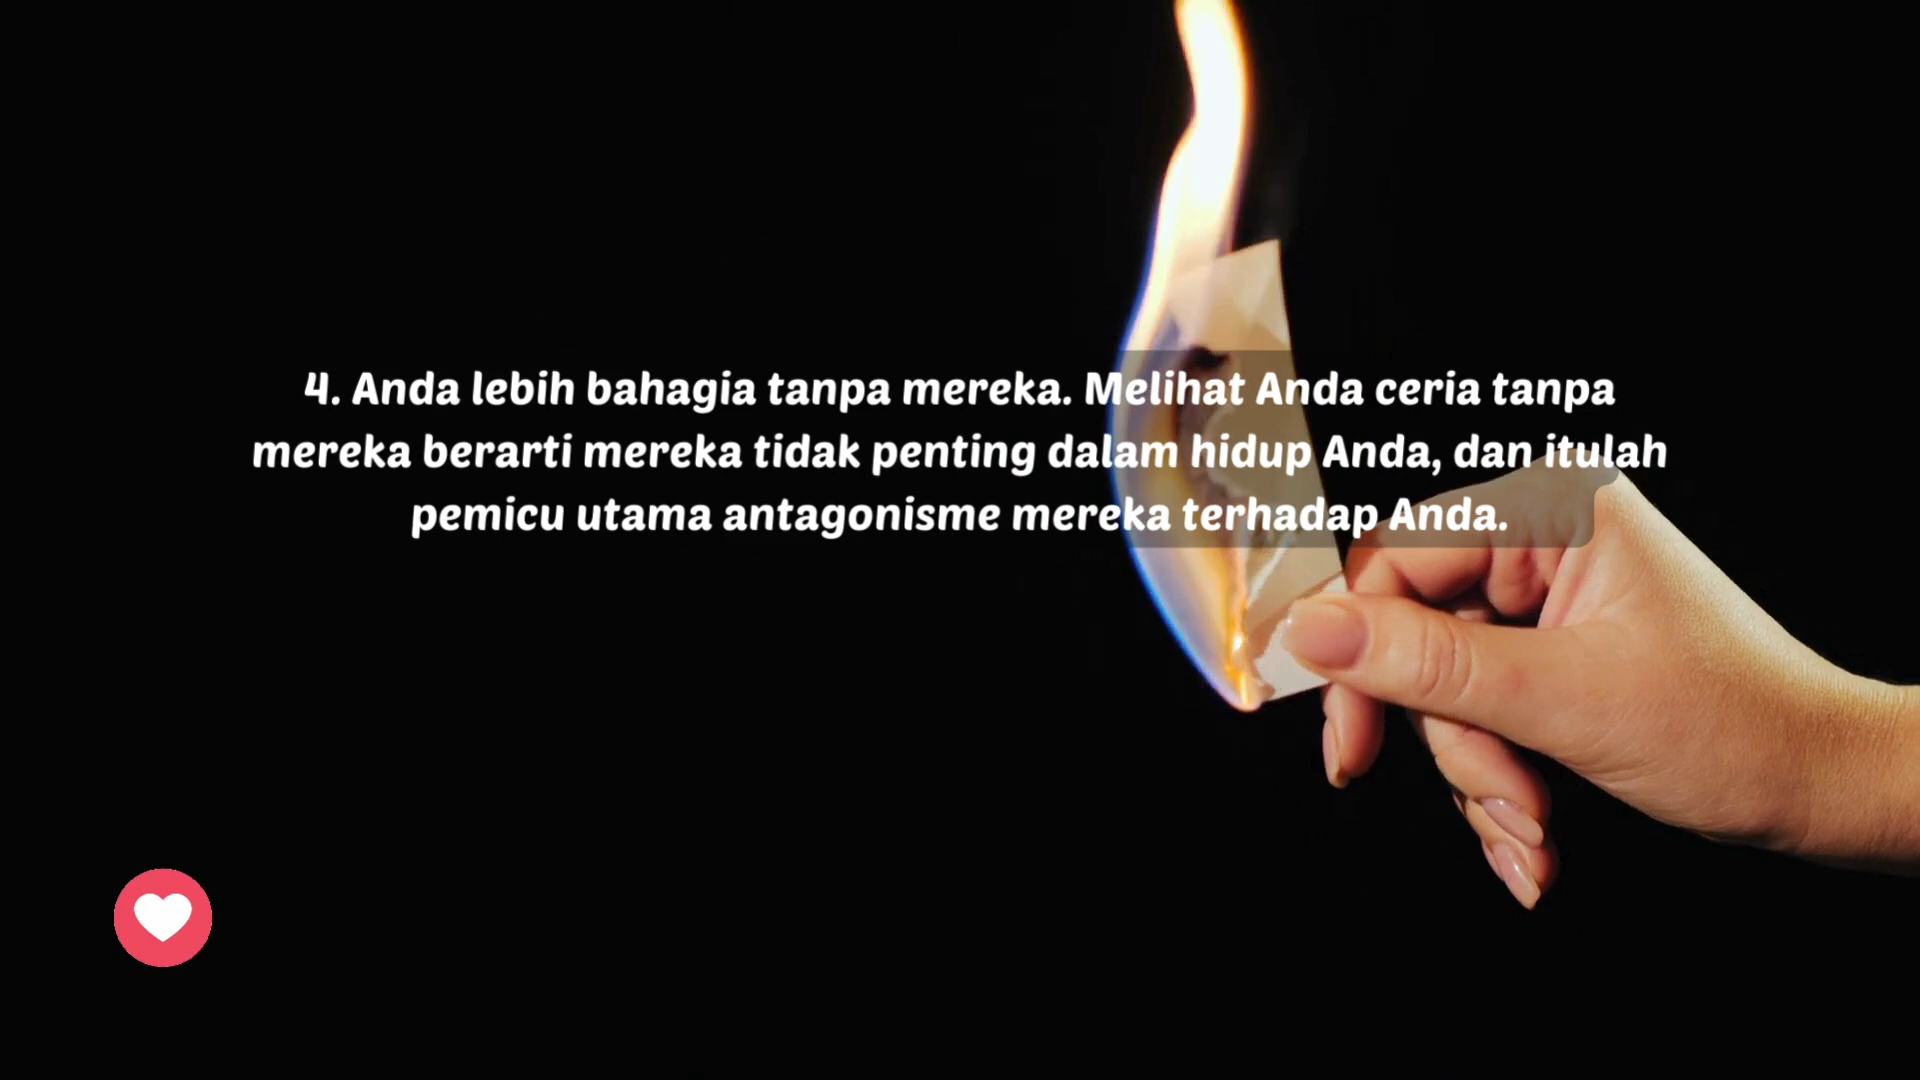 4. Anda lebih bahagia tanpa mereka. Melihat Anda ceria tanpa
mereka berarti mereka tidak penting dalam hidup Anda, dan itulah
pemicu utama antagonisme mereka terhadap Anda.